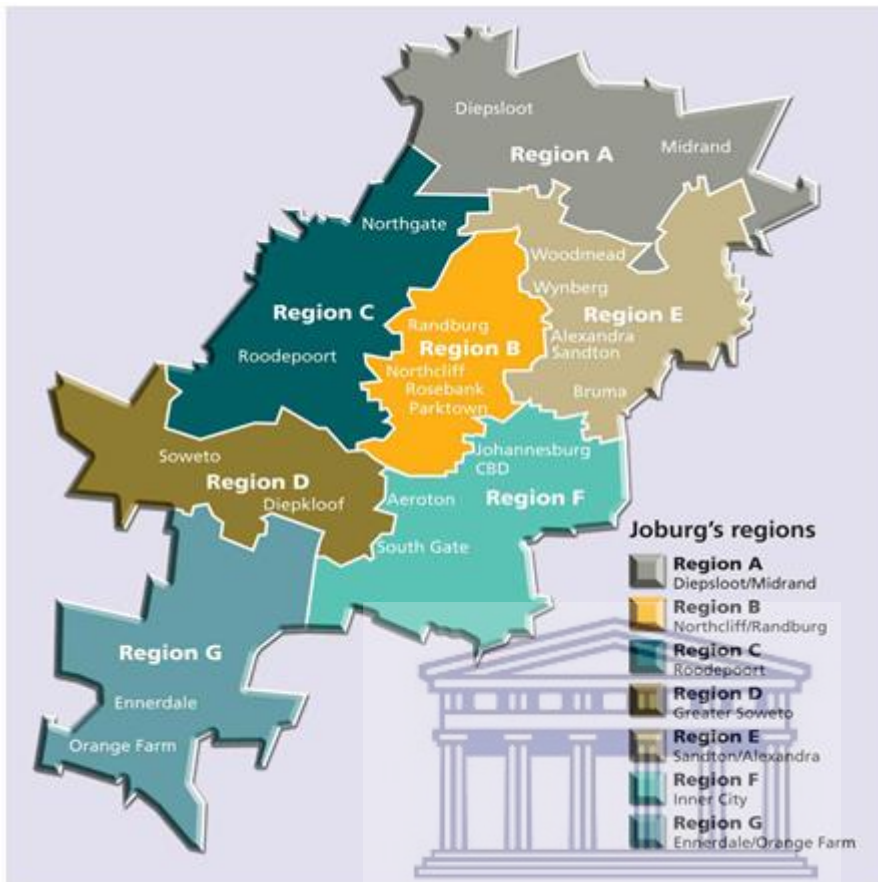 Diepsloot
Midrand
Region A
Northgate
Woodmead
Wynberg
Region C
Region E
Randburg
Alexandra
Region B
Sandton
Roodepoort
Northcliff
Rosebank
Bruma
Parktown
Soweto
Johannesburg
CBD
Region D
Diepkloof
Aeroton
Region F
South Gate
Region G
Ennerdale
Orange Farm
Joburg's regions
Region A
Diepsloot/Midrand
Region B
Northcliff/Randburg
Region C
Roodepoort
Region D
Greater Soweto
Region E
Sandton/Alexandra
Region F
Inner City
Region G
Ennerdale/Orange Farm